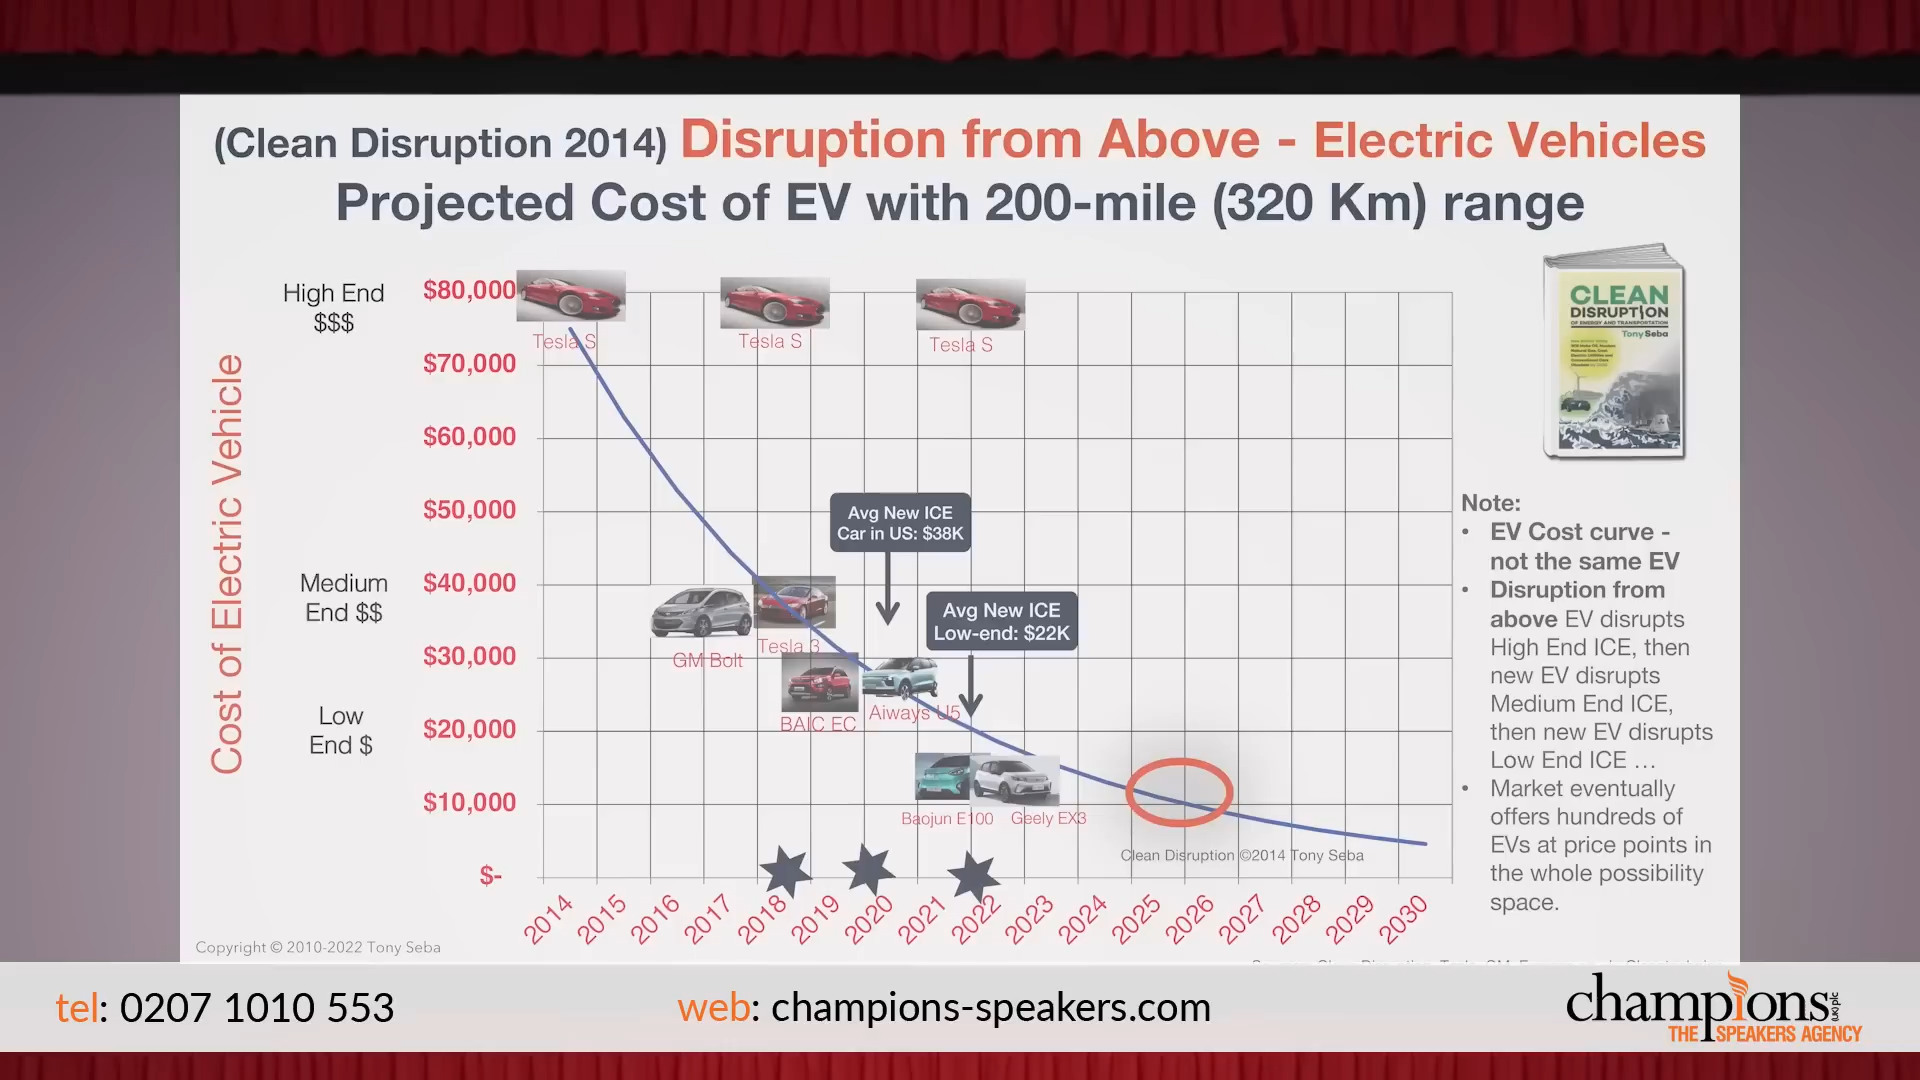 (Clean Disruption 2014) Disruption from Above - Electric Vehicles
Projected Cost of EV with 200-mile (320 Km) range
Cost of Electric Vehicle
High End
$$$
Medium
End $$
Low
End $
$80,000
$70,000
$60,000
$50,000
$40,000
$30,000
$20,000
$10,000
$-
Tesla S
Tesla S
Tesla S
Avg New ICE
Car in US: $38K
Avg New ICE
Low-end: $22K
GM Bolt
Tesla 3
BAIC EC
Aiways U5
Baojun E100
Geely EX3
Clean Disruption ©2014 Tony Seba
2014
2015
2016
2017
2018
2019
2020
2021
2022
2023
2024
2025
2026
2027
2028
2029
2030
CLEAN
DISRUPTION
OF ENERGY AND TRANSPORTATION
Tony Seba
Note:
• EV Cost curve -
not the same EV
• Disruption from
above EV disrupts
High End ICE, then
new EV disrupts
Medium End ICE,
then new EV disrupts
Low End ICE …
• Market eventually
offers hundreds of
EVs at price points in
the whole possibility
space.
Copyright © 2010-2022 Tony Seba
tel: 0207 1010 553
web: champions-speakers.com
champions (UK) plc
THE SPEAKERS AGENCY